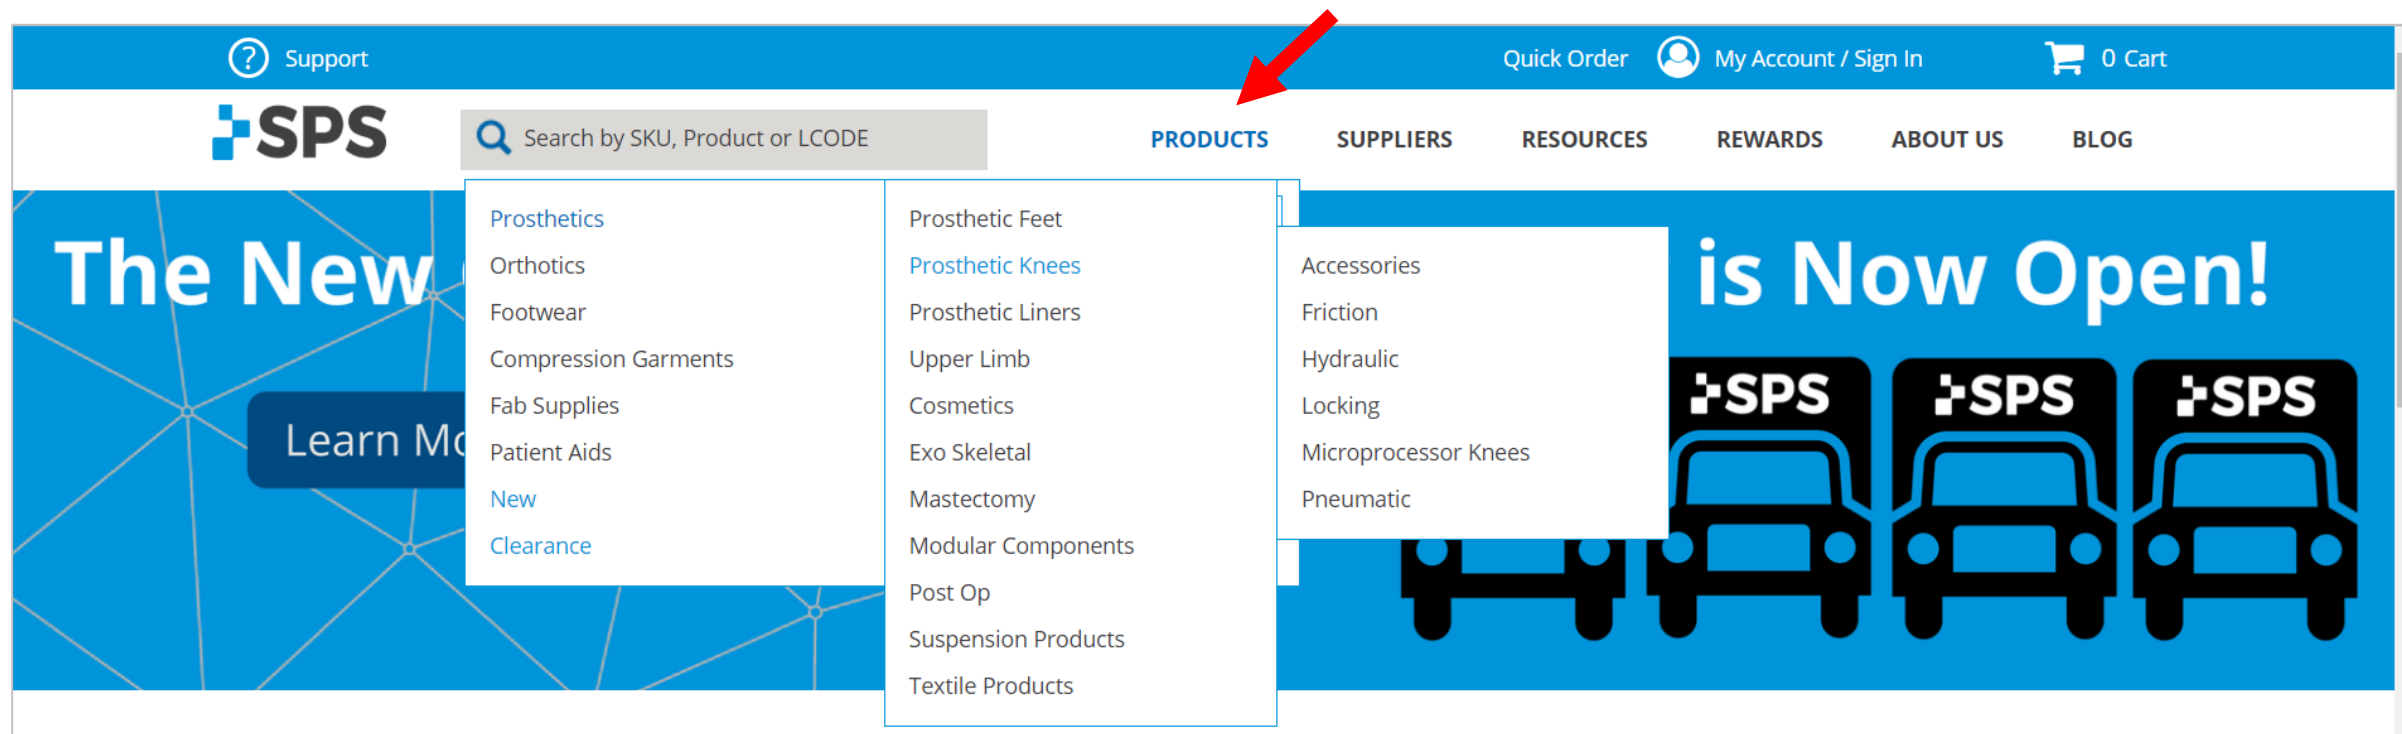 Support
Quick Order
My Account / Sign In
0 Cart
SPS
Search by SKU, Product or LCODE
PRODUCTS
SUPPLIERS
RESOURCES
REWARDS
ABOUT US
BLOG
Prosthetics
Orthotics
Footwear
Compression Garments
Fab Supplies
Patient Aids
New
Clearance
Prosthetic Feet
Prosthetic Knees
Prosthetic Liners
Upper Limb
Cosmetics
Exo Skeletal
Mastectomy
Modular Components
Post Op
Suspension Products
Textile Products
Accessories
Friction
Hydraulic
Locking
Microprocessor Knees
Pneumatic
The New is Now Open!
Learn
SPS
SPS
SPS